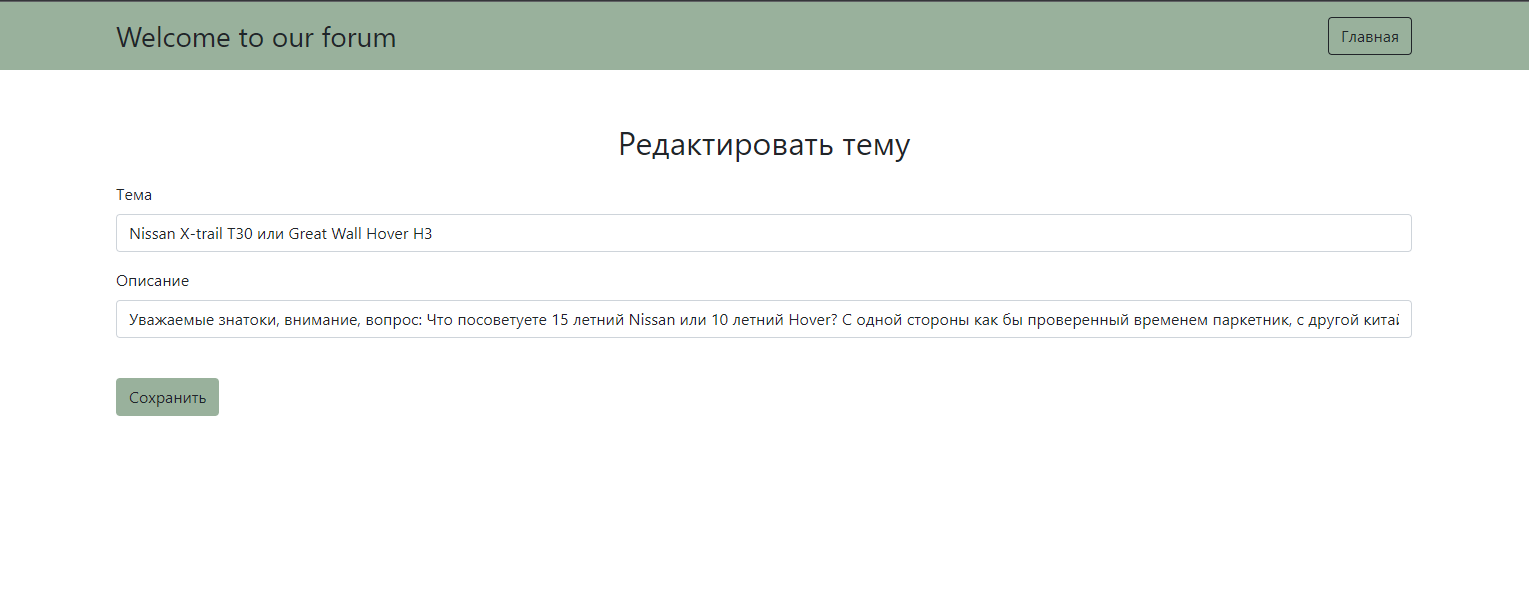 Welcome to our forum
Главная
Редактировать тему
Тема
Nissan X-trail T30 или Great Wall Hover H3
Описание
Уважаемые знатоки, внимание, вопрос: Что посоветуете 15 летний Nissan или 10 летний Hover? С одной стороны как бы проверенный временем паркетник, с другой
Сохранить